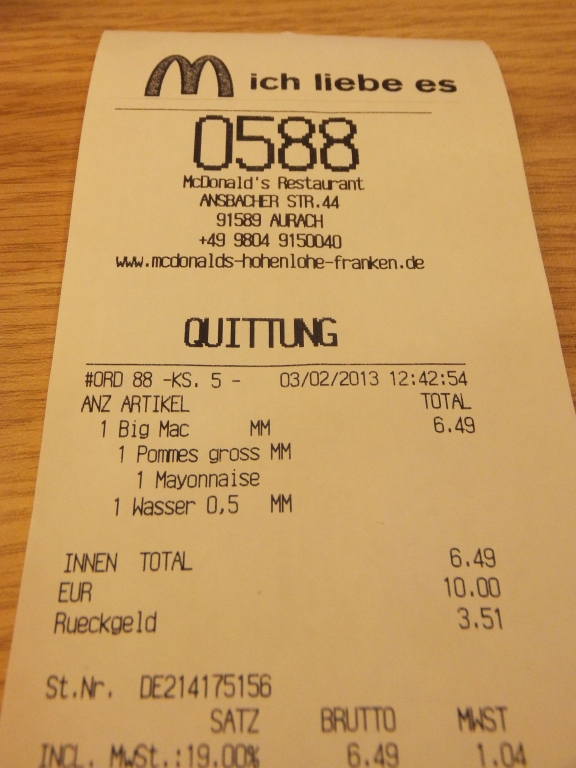 M ich liebe es
0588
McDonald's Restaurant
ANSBACHER STR.44
91589 AURACH
+49 9804 9150040
www.mcdonalds-hohenlohe-franken.de
QUITTUNG
#ORD 88 -KS. 5 - 03/02/2013 12:42:54
ANZ ARTIKEL TOTAL
1 Big Mac MM 6.49
1 Pommes gross MM
1 Mayonnaise
1 Wasser 0,5 MM
INNEN TOTAL 6.49
EUR 10.00
Rueckgeld 3.51
St.Nr. DE214175156
SATZ BRUTTO MWST
INCL. MwSt.:19.00% 6.49 1.04